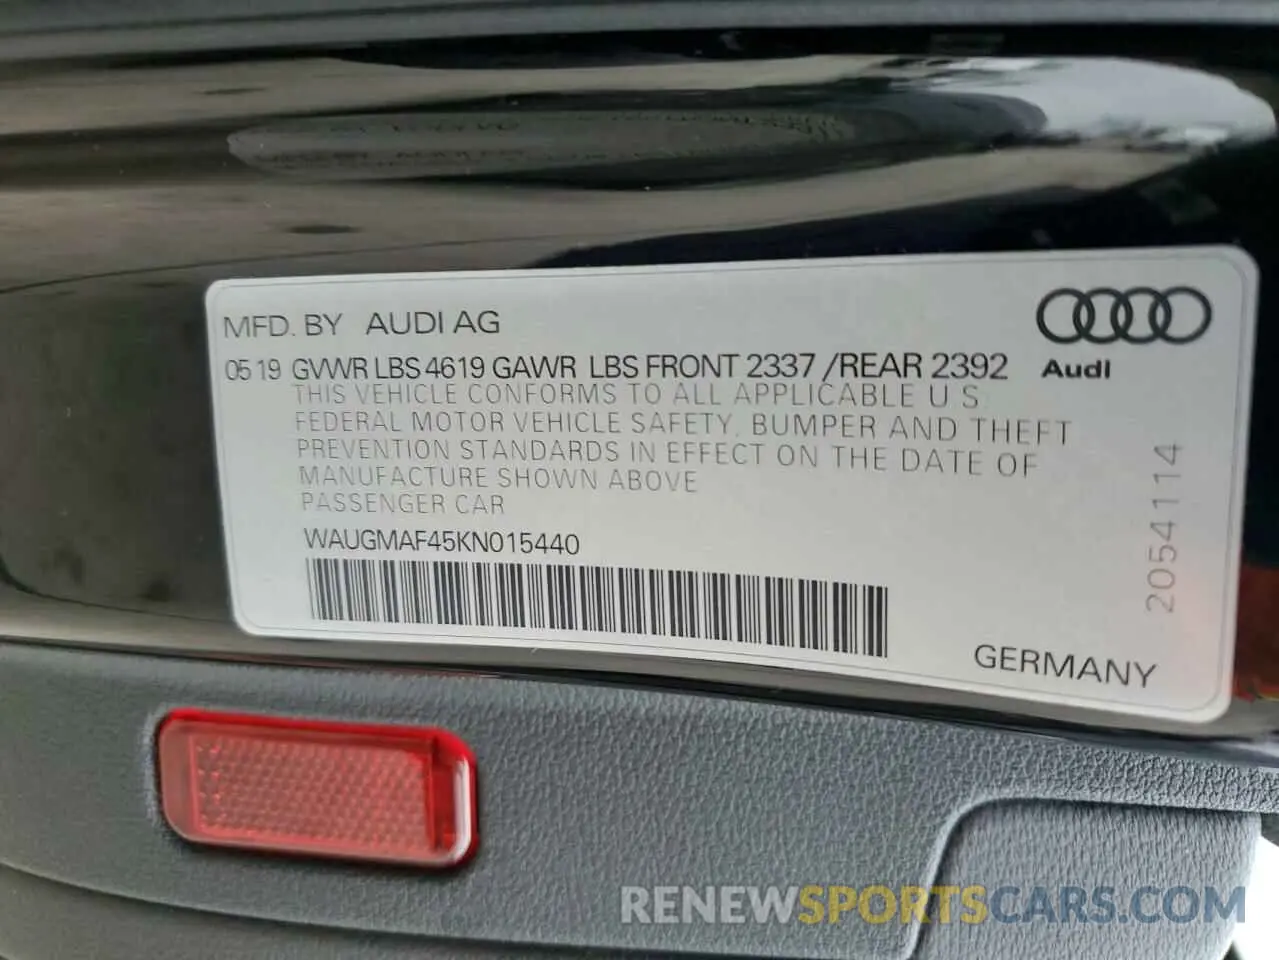 MFD. BY AUDI AG
05 19 GVWR LBS 4619 GAWR LBS FRONT 2337 /REAR 2392
Audi
THIS VEHICLE CONFORMS TO ALL APPLICABLE U S
FEDERAL MOTOR VEHICLE SAFETY, BUMPER AND THEFT
PREVENTION STANDARDS IN EFFECT ON THE DATE OF
MANUFACTURE SHOWN ABOVE
PASSENGER CAR
WAUGMAF45KN015440
2054114
GERMANY
RENEWSPORTSCARS.COM